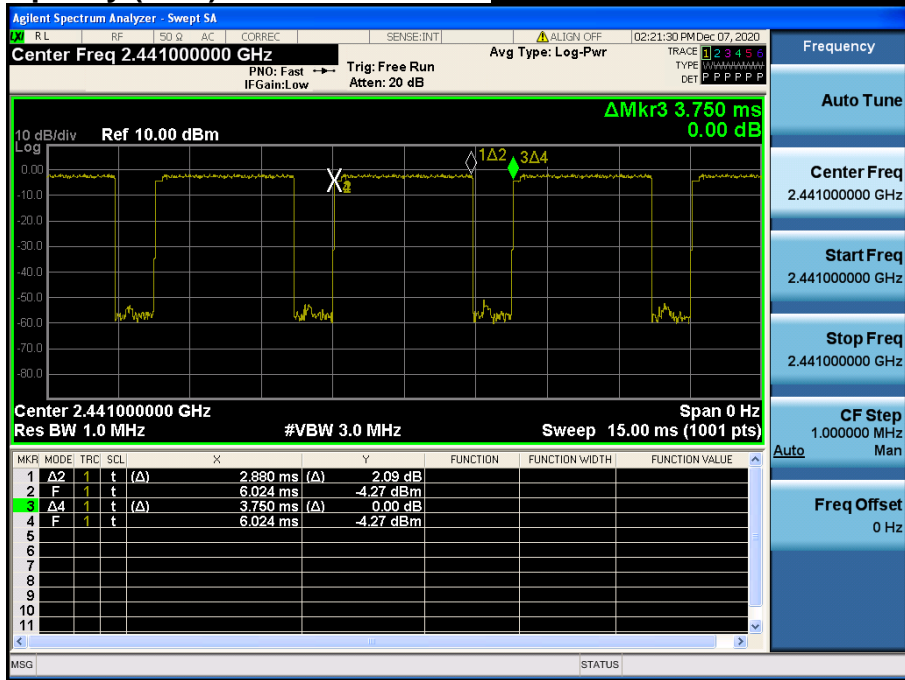 Agilent Spectrum Analyzer - Swept SA
LXI RL RF 50 Ω AC CORREC SENSE:INT ALIGN OFF 02:21:30 PM Dec 07, 2020
Center Freq 2.441000000 GHz
PNO: Fast
IFGain:Low
Trig: Free Run
Atten: 20 dB
Avg Type: Log-Pwr
TRACE 1 2 3 4 5 6
TYPE WWWWWW
DET P P P P P P
ΔMkr3 3.750 ms
0.00 dB
10 dB/div
Log
Ref 10.00 dBm
1Δ2
3Δ4
0.00
-10.0
-20.0
-30.0
-40.0
-50.0
-60.0
-70.0
-80.0
Center 2.441000000 GHz
Span 0 Hz
Res BW 1.0 MHz #VBW 3.0 MHz Sweep 15.00 ms (1001 pts)
MKR MODE TRC SCL X Y FUNCTION FUNCTION WIDTH FUNCTION VALUE
1 Δ2 1 t (Δ) 2.880 ms (Δ) 2.09 dB
2 F 1 t 6.024 ms -4.27 dBm
3 Δ4 1 t (Δ) 3.750 ms (Δ) 0.00 dB
4 F 1 t 6.024 ms -4.27 dBm
5
6
7
8
9
10
11
MSG STATUS
Frequency
Auto Tune
Center Freq
2.441000000 GHz
Start Freq
2.441000000 GHz
Stop Freq
2.441000000 GHz
CF Step
1.000000 MHz
Auto Man
Freq Offset
0 Hz